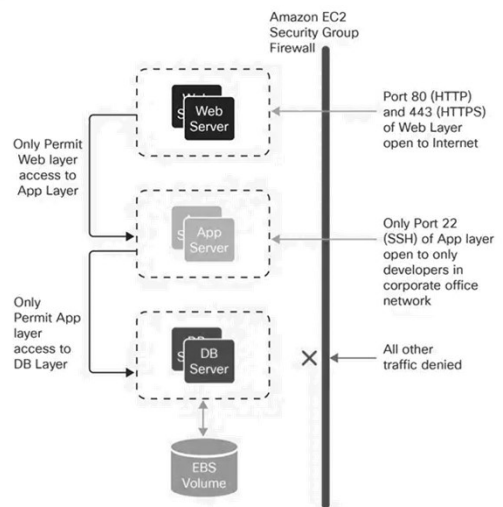 Amazon EC2
Security Group
Firewall
Web
Server
Port 80 (HTTP)
and 443 (HTTPS)
of Web Layer
open to Internet
Only Permit
Web layer
access to
App Layer
App
Server
Only Port 22
(SSH) of App layer
open to only
developers in
corporate office
network
Only
Permit App
layer
access to
DB Layer
DB
Server
All other
traffic denied
EBS
Volume